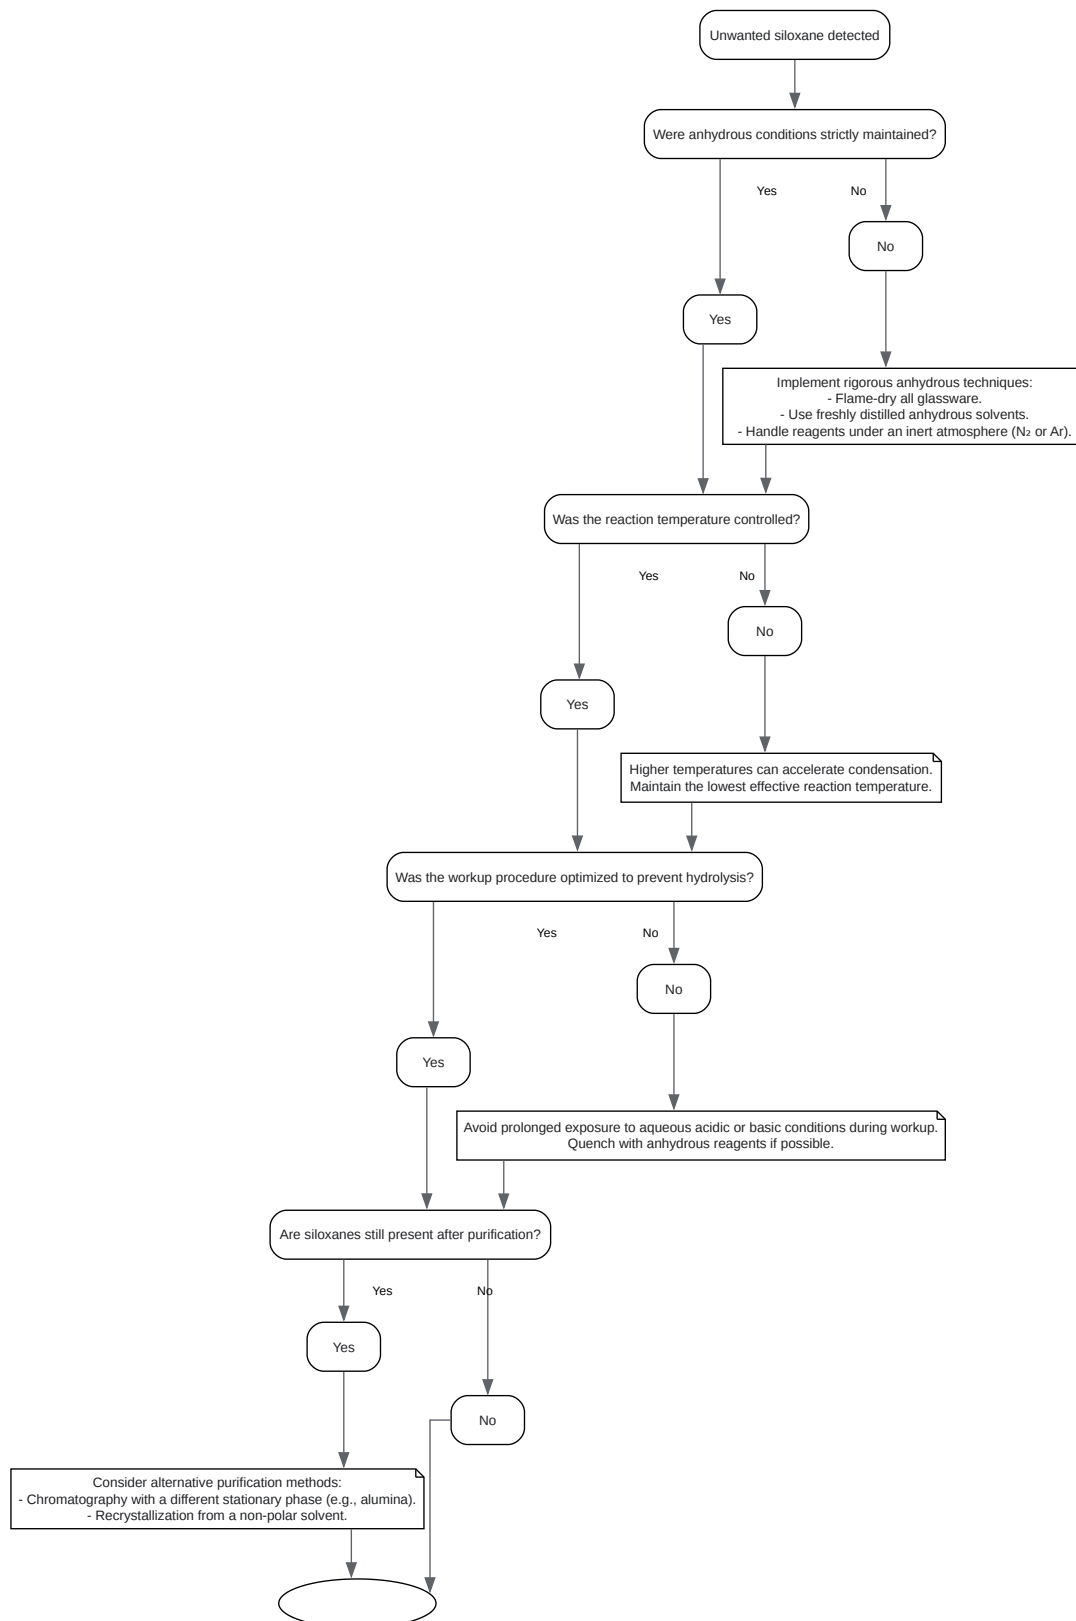 Unwanted siloxane detected
Were anhydrous conditions strictly maintained?
Yes
No
No
Yes
Implement rigorous anhydrous techniques:
- Flame-dry all glassware.
- Use freshly distilled anhydrous solvents.
- Handle reagents under an inert atmosphere (N₂ or Ar).
Was the reaction temperature controlled?
Yes
No
No
Yes
Higher temperatures can accelerate condensation.
Maintain the lowest effective reaction temperature.
Was the workup procedure optimized to prevent hydrolysis?
Yes
No
No
Yes
Avoid prolonged exposure to aqueous acidic or basic conditions during workup.
Quench with anhydrous reagents if possible.
Are siloxanes still present after purification?
Yes
No
Yes
No
Consider alternative purification methods:
- Chromatography with a different stationary phase (e.g., alumina).
- Recrystallization from a non-polar solvent.